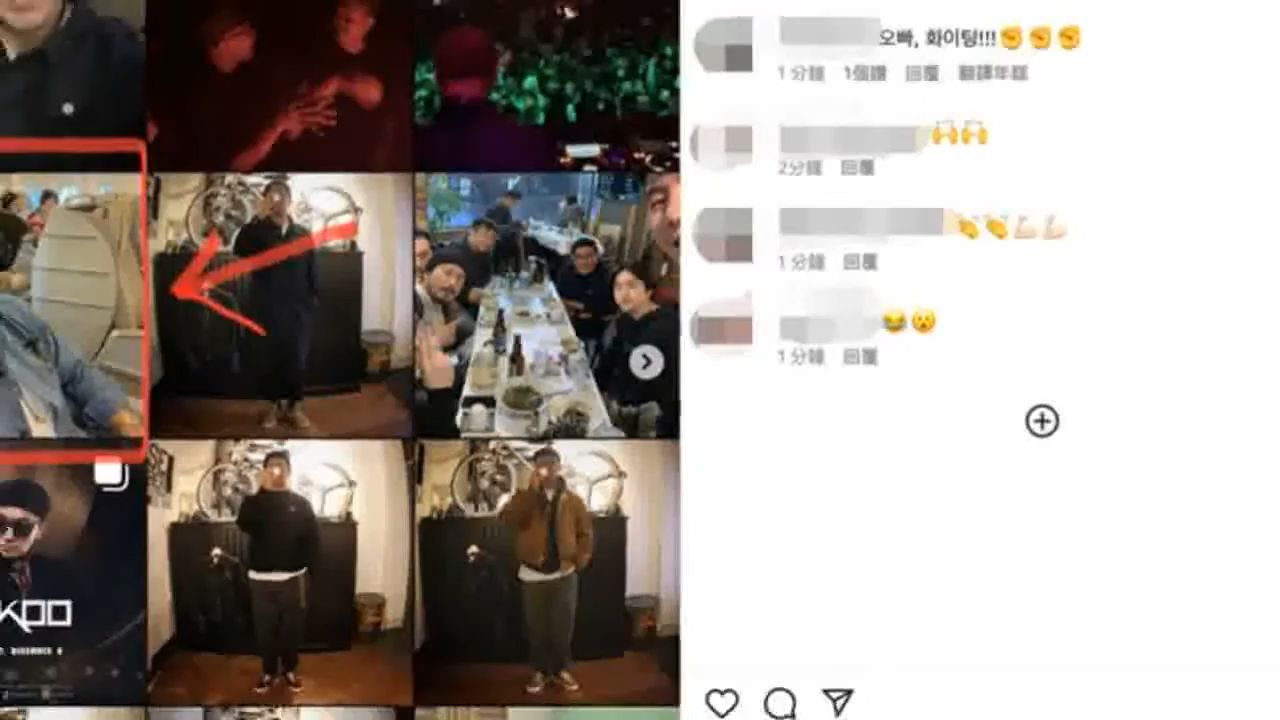 오빠, 화이팅!!!
1 分鐘 1個讚 回覆 翻譯年糕
2分鐘 回覆
1 分鐘 回覆
1 分鐘 回覆
KOO